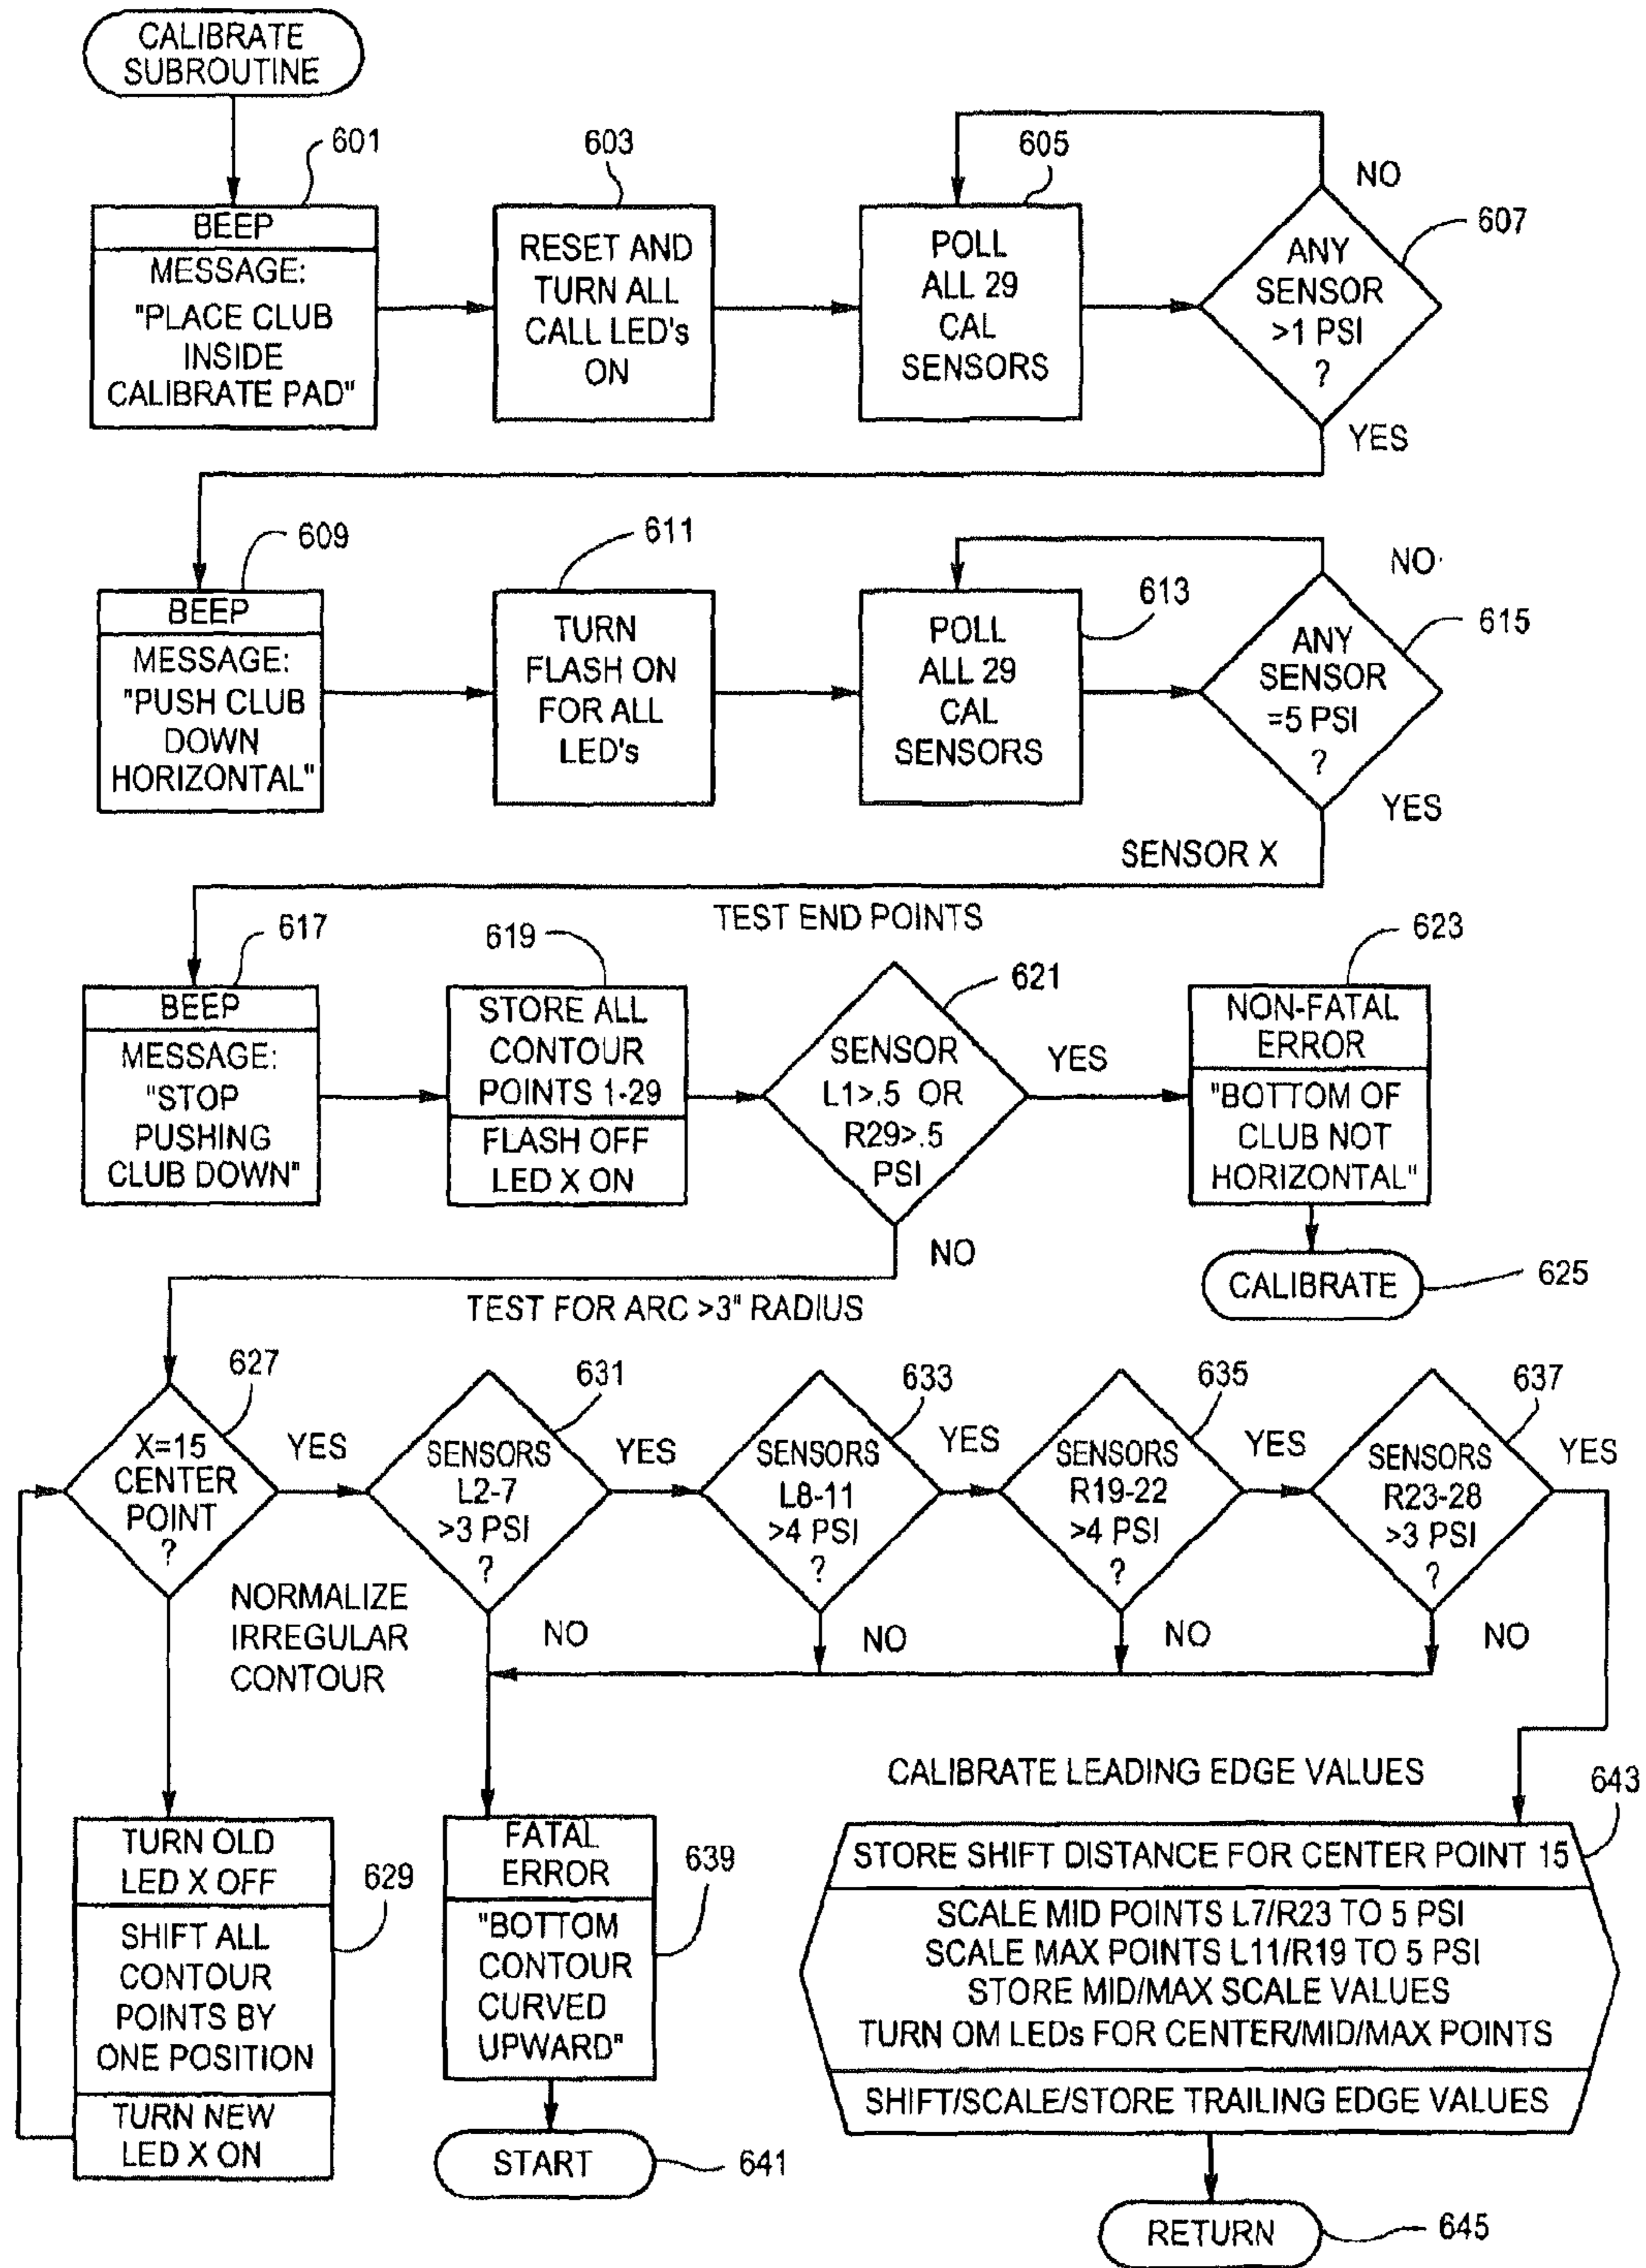 CALIBRATE
SUBROUTINE
601
BEEP
MESSAGE:
"PLACE CLUB
INSIDE
CALIBRATE PAD"
603
RESET AND
TURN ALL
CALL LED's
ON
605
POLL
ALL 29
CAL
SENSORS
607
ANY
SENSOR
>1 PSI
?
NO
YES
609
BEEP
MESSAGE:
"PUSH CLUB
DOWN
HORIZONTAL"
611
TURN
FLASH ON
FOR ALL
LED's
613
POLL
ALL 29
CAL
SENSORS
615
ANY
SENSOR
=5 PSI
?
NO
YES
SENSOR X
TEST END POINTS
617
BEEP
MESSAGE:
"STOP
PUSHING
CLUB DOWN"
619
STORE ALL
CONTOUR
POINTS 1-29
FLASH OFF
LED X ON
621
SENSOR
L1>.5 OR
R29>.5
PSI
YES
NO
623
NON-FATAL
ERROR
"BOTTOM OF
CLUB NOT
HORIZONTAL"
CALIBRATE
625
TEST FOR ARC >3" RADIUS
627
X=15
CENTER
POINT
?
YES
631
SENSORS
L2-7
>3 PSI
?
YES
NO
633
SENSORS
L8-11
>4 PSI
?
YES
NO
635
SENSORS
R19-22
>4 PSI
?
YES
NO
637
SENSORS
R23-28
>3 PSI
?
YES
NO
NORMALIZE
IRREGULAR
CONTOUR
TURN OLD
LED X OFF
SHIFT ALL
CONTOUR
POINTS BY
ONE POSITION
TURN NEW
LED X ON
629
FATAL
ERROR
"BOTTOM
CONTOUR
CURVED
UPWARD"
639
START
641
CALIBRATE LEADING EDGE VALUES
643
STORE SHIFT DISTANCE FOR CENTER POINT 15
SCALE MID POINTS L7/R23 TO 5 PSI
SCALE MAX POINTS L11/R19 TO 5 PSI
STORE MID/MAX SCALE VALUES
TURN OM LEDs FOR CENTER/MID/MAX POINTS
SHIFT/SCALE/STORE TRAILING EDGE VALUES
RETURN
645